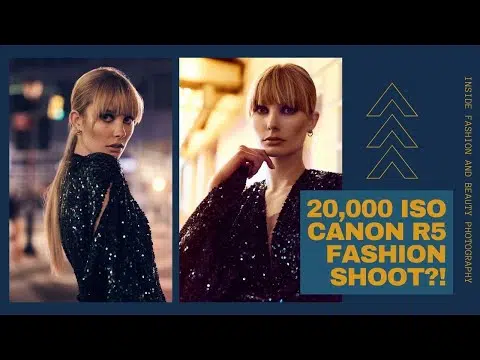 20,000 ISO
CANON R5
FASHION
SHOOT?!
INSIDE FASHION AND BEAUTY PHOTOGRAPHY